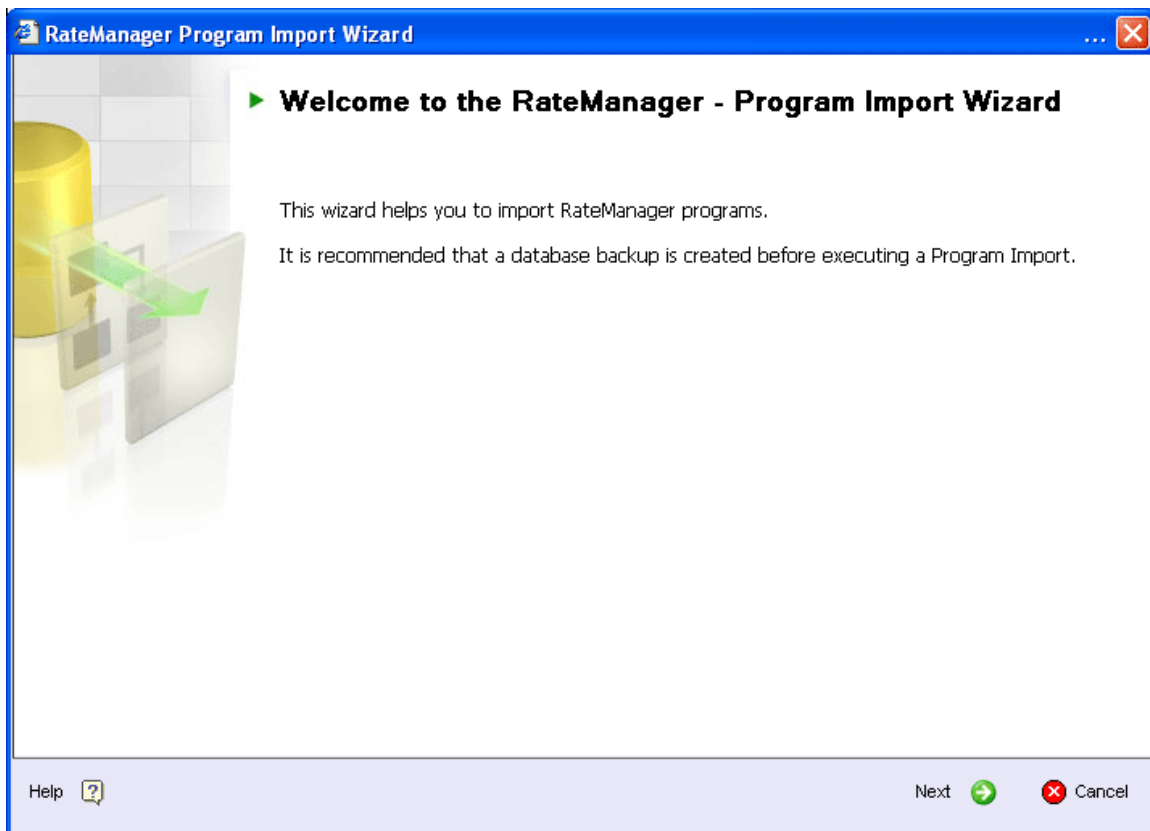 RateManager Program Import Wizard ...
Welcome to the RateManager - Program Import Wizard
This wizard helps you to import RateManager programs.
It is recommended that a database backup is created before executing a Program Import.
Help ? Next Cancel